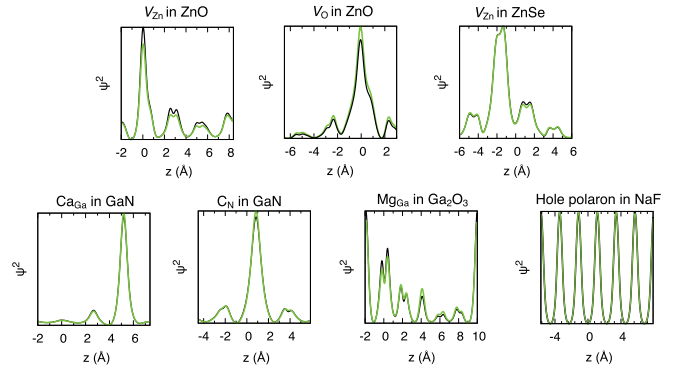 V_Zn in ZnO
V_O in ZnO
V_Zn in ZnSe
ψ²
ψ²
ψ²
-2 0 2 4 6 8
-6 -4 -2 0 2
-6 -4 -2 0 2 4 6
z (Å)
z (Å)
z (Å)
Ca_Ga in GaN
C_N in GaN
Mg_Ga in Ga₂O₃
Hole polaron in NaF
ψ²
ψ²
ψ²
ψ²
-2 0 2 4 6
-4 -2 0 2 4
-2 0 2 4 6 8 10
-4 0 4
z (Å)
z (Å)
z (Å)
z (Å)